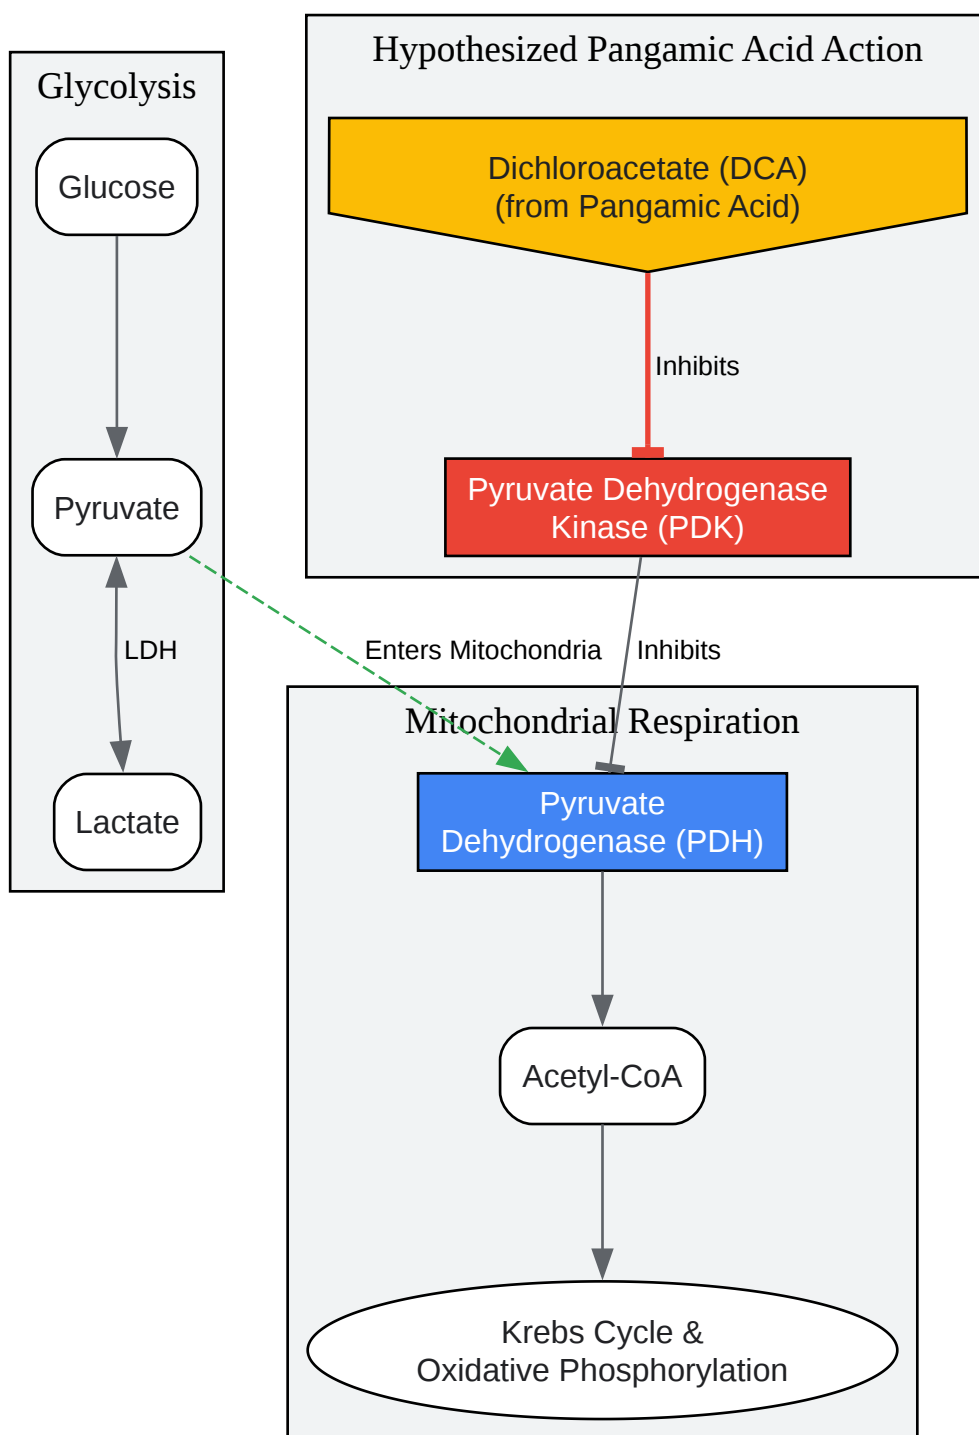 Hypothesized Pangamic Acid Action
Glycolysis
Dichloroacetate (DCA)
(from Pangamic Acid)
Glucose
Inhibits
Pyruvate Dehydrogenase
Kinase (PDK)
Pyruvate
LDH
Enters Mitochondria
Inhibits
Mitochondrial Respiration
Pyruvate
Dehydrogenase (PDH)
Lactate
Acetyl-CoA
Krebs Cycle &
Oxidative Phosphorylation